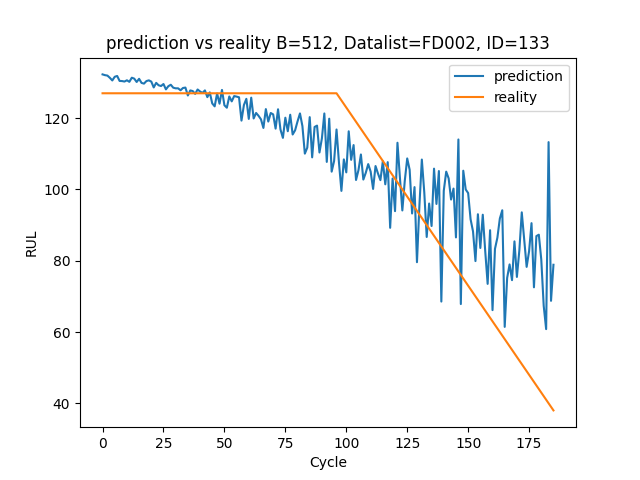 prediction vs reality B=512, Datalist=FD002, ID=133
prediction
reality
RUL
120
100
80
60
40
0 25 50 75 100 125 150 175
Cycle